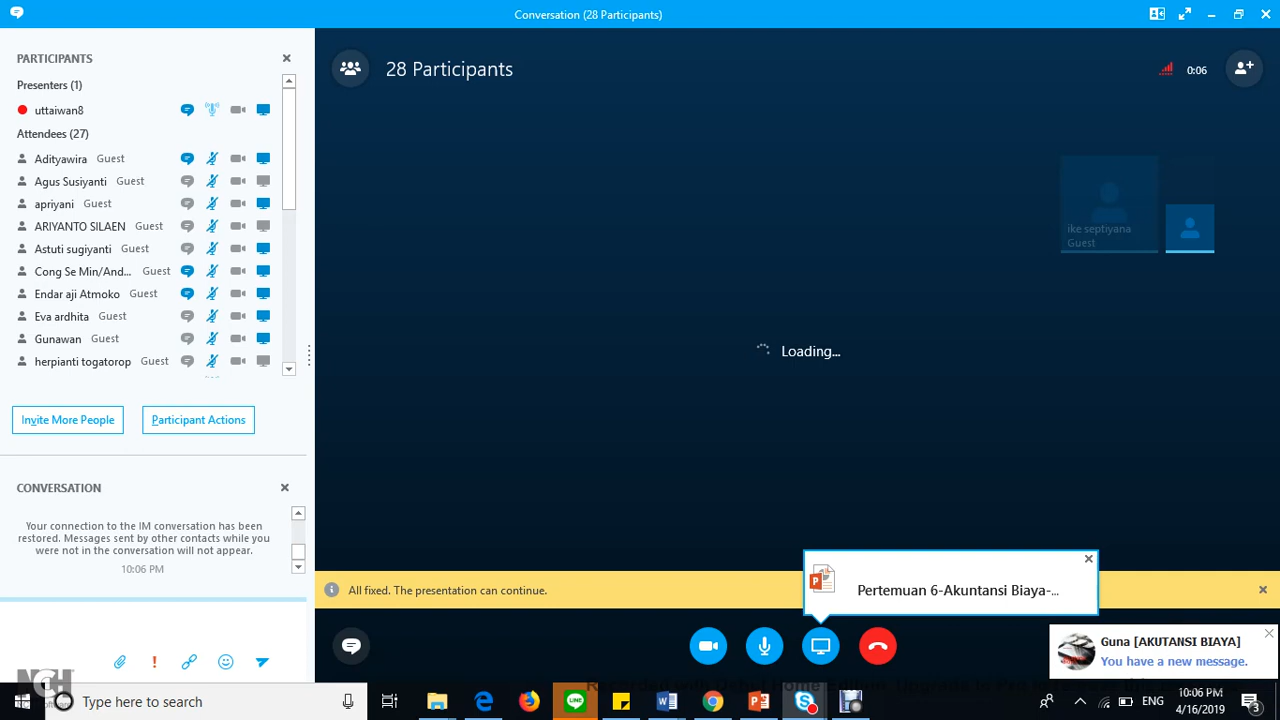 Conversation (28 Participants)
PARTICIPANTS
Presenters (1)
uttaiwan8
Attendees (27)
Adityawira Guest
Agus Susiyanti Guest
apriyani Guest
ARIYANTO SILAEN Guest
Astuti sugiyanti Guest
Cong Se Min/And... Guest
Endar aji Atmoko Guest
Eva ardhita Guest
Gunawan Guest
herpianti togatorop Guest
Invite More People
Participant Actions
CONVERSATION
Your connection to the IM conversation has been
restored. Messages sent by other contacts while you
were not in the conversation will not appear.
10:06 PM
28 Participants
0:06
ike septiyana
Guest
Loading...
All fixed. The presentation can continue.
Pertemuan 6-Akuntansi Biaya-...
Guna [AKUTANSI BIAYA]
You have a new message.
NCH
Type here to search
ENG
10:06 PM
4/16/2019
3